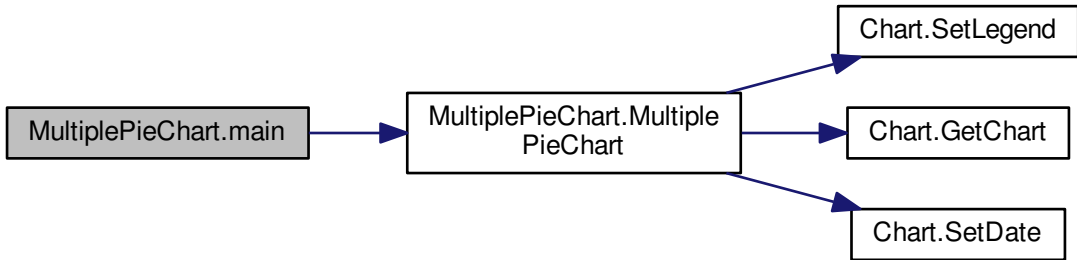 Chart.SetLegend
MultiplePieChart.main
MultiplePieChart.Multiple
PieChart
Chart.GetChart
Chart.SetDate